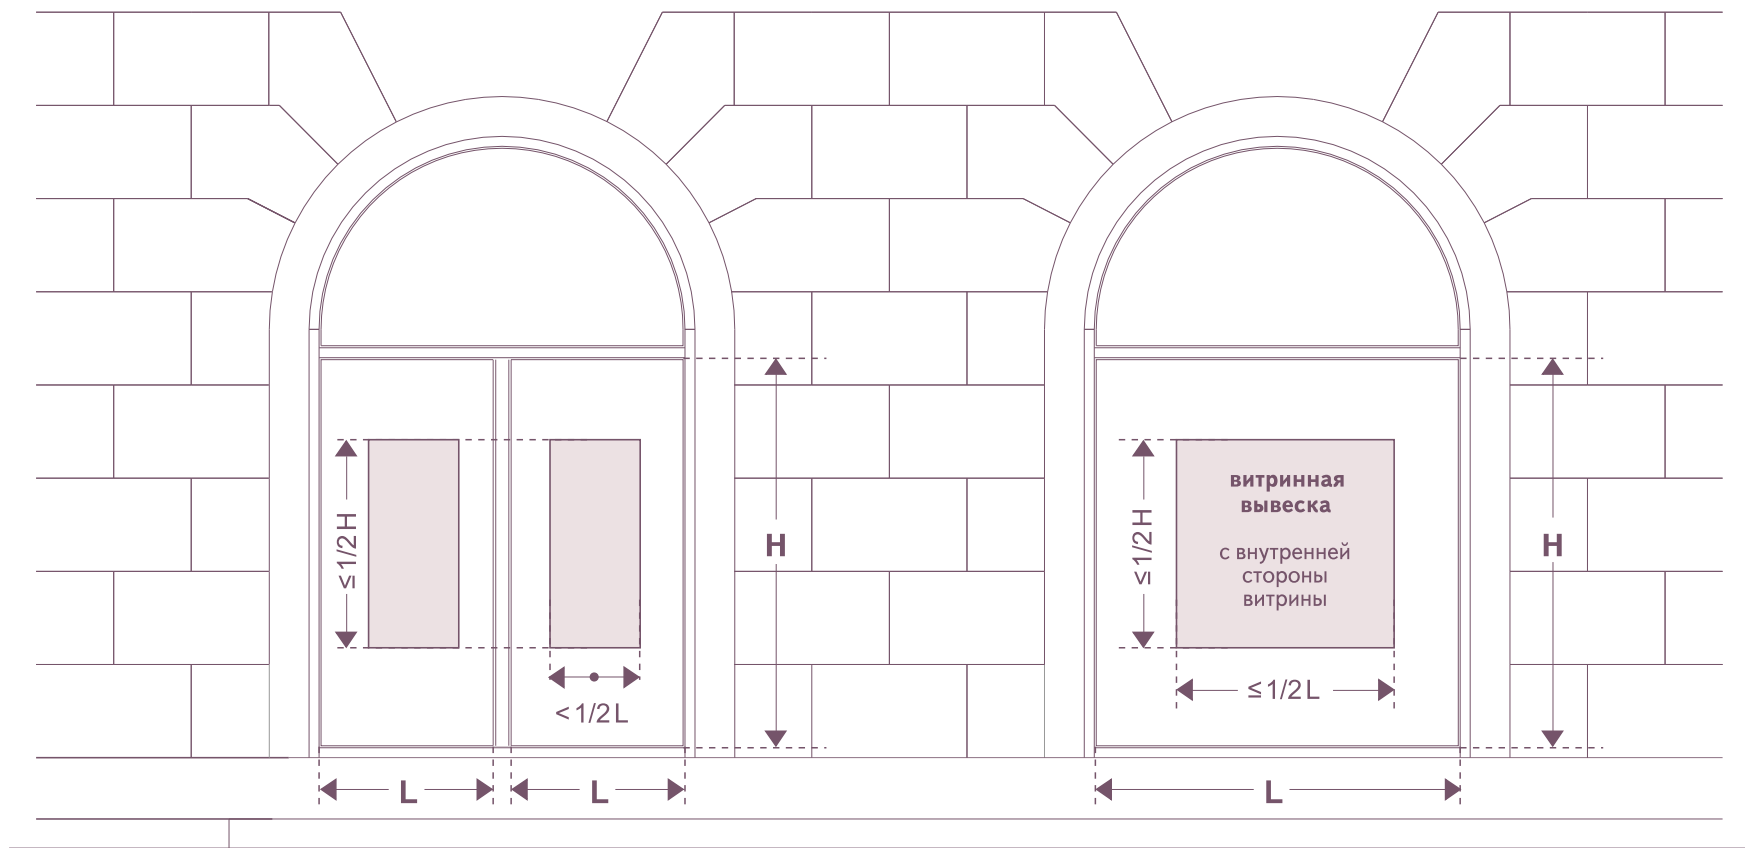 ≤ 1/2 H
< 1/2 L
H
L
L
витринная
вывеска
с внутренней
стороны
витрины
≤ 1/2 H
≤ 1/2 L
H
L